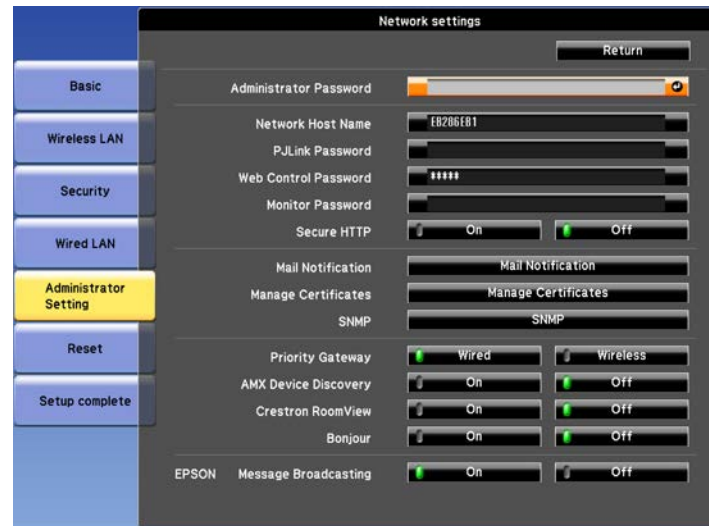 Network settings
Return
Basic
Wireless LAN
Security
Wired LAN
Administrator
Setting
Reset
Setup complete
Administrator Password
Network Host Name EB286EB1
PJLink Password
Web Control Password *****
Monitor Password
Secure HTTP On Off
Mail Notification Mail Notification
Manage Certificates Manage Certificates
SNMP SNMP
Priority Gateway Wired Wireless
AMX Device Discovery On Off
Crestron RoomView On Off
Bonjour On Off
EPSON Message Broadcasting On Off